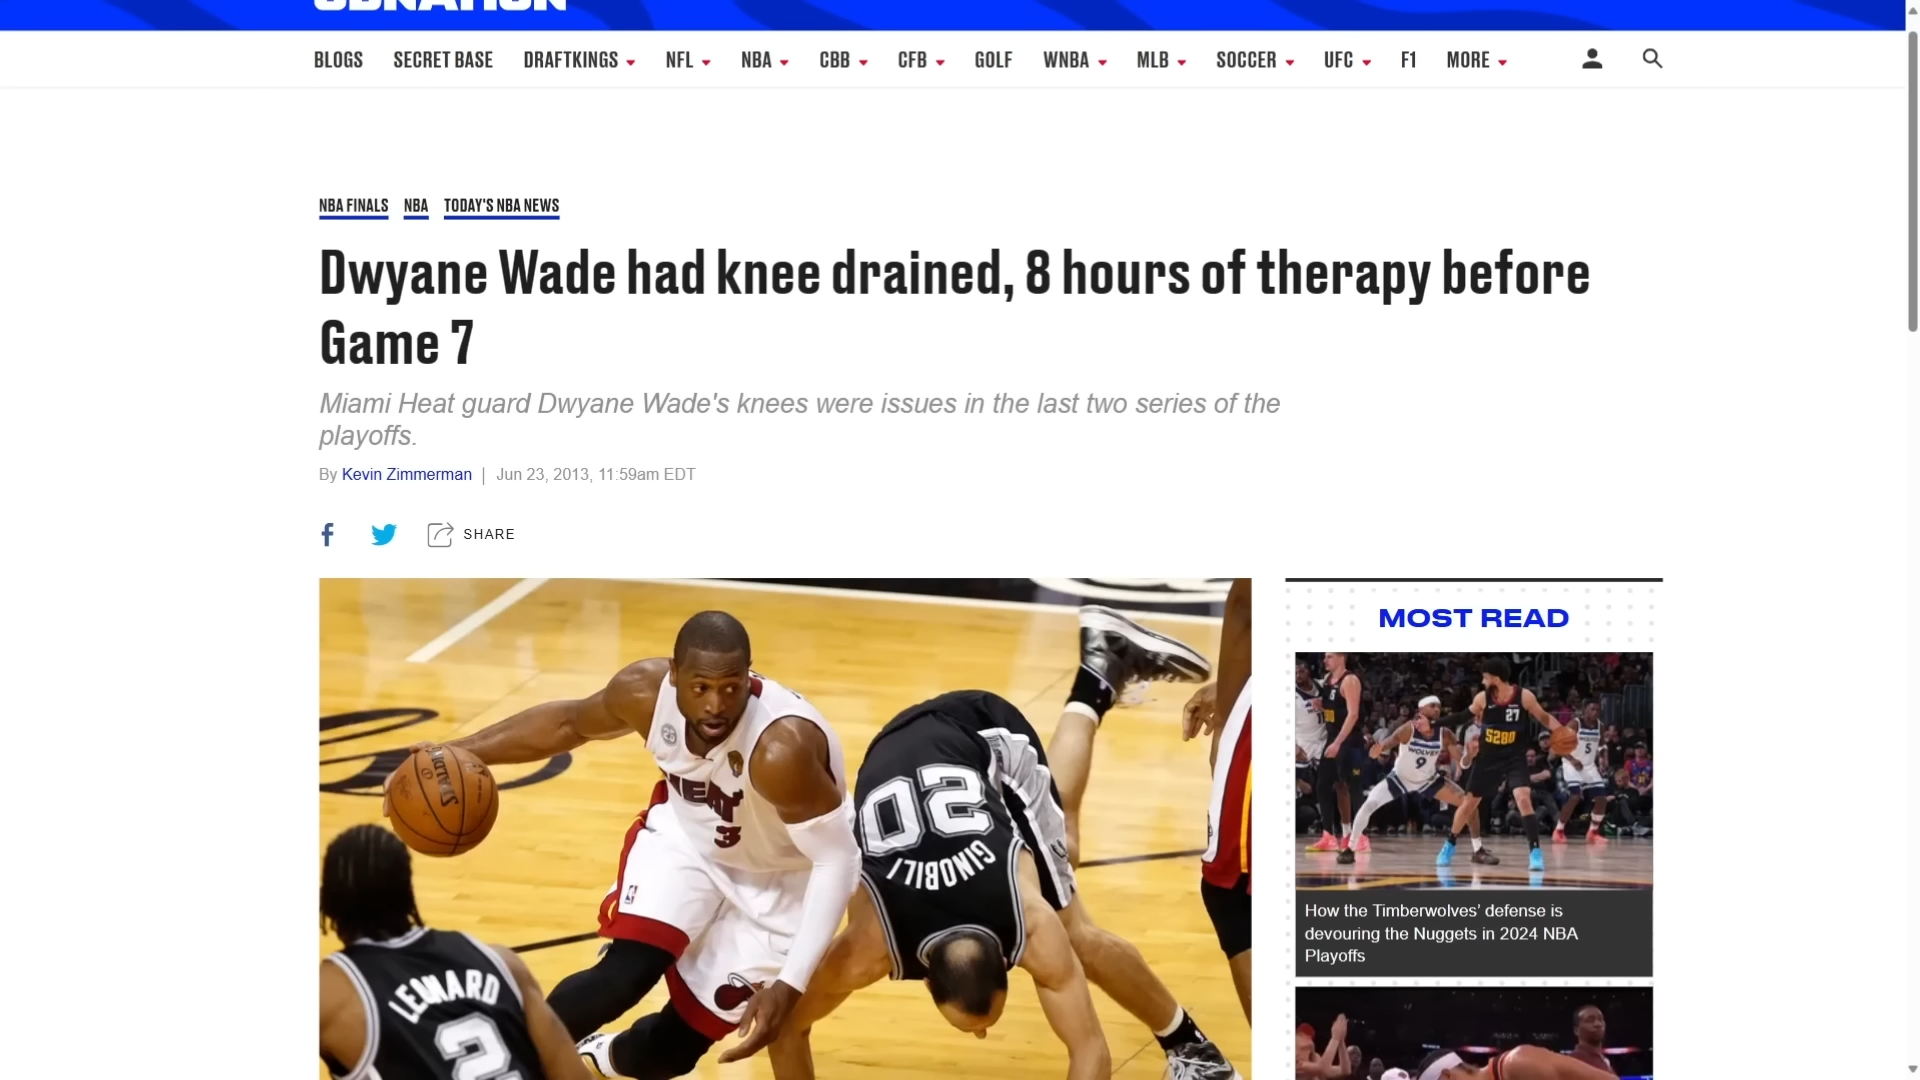 SBNATION
BLOGS SECRET BASE DRAFTKINGS NFL NBA CBB CFB GOLF WNBA MLB SOCCER UFC F1 MORE
NBA FINALS NBA TODAY'S NBA NEWS
Dwyane Wade had knee drained, 8 hours of therapy before
Game 7
Miami Heat guard Dwyane Wade's knees were issues in the last two series of the
playoffs.
By Kevin Zimmerman | Jun 23, 2013, 11:59am EDT
SHARE
MOST READ
SPALDING
HEAT
3
20
GINOBILI
LEONARD
2
WOLVES
9
27
5280
5
How the Timberwolves’ defense is
devouring the Nuggets in 2024 NBA
Playoffs